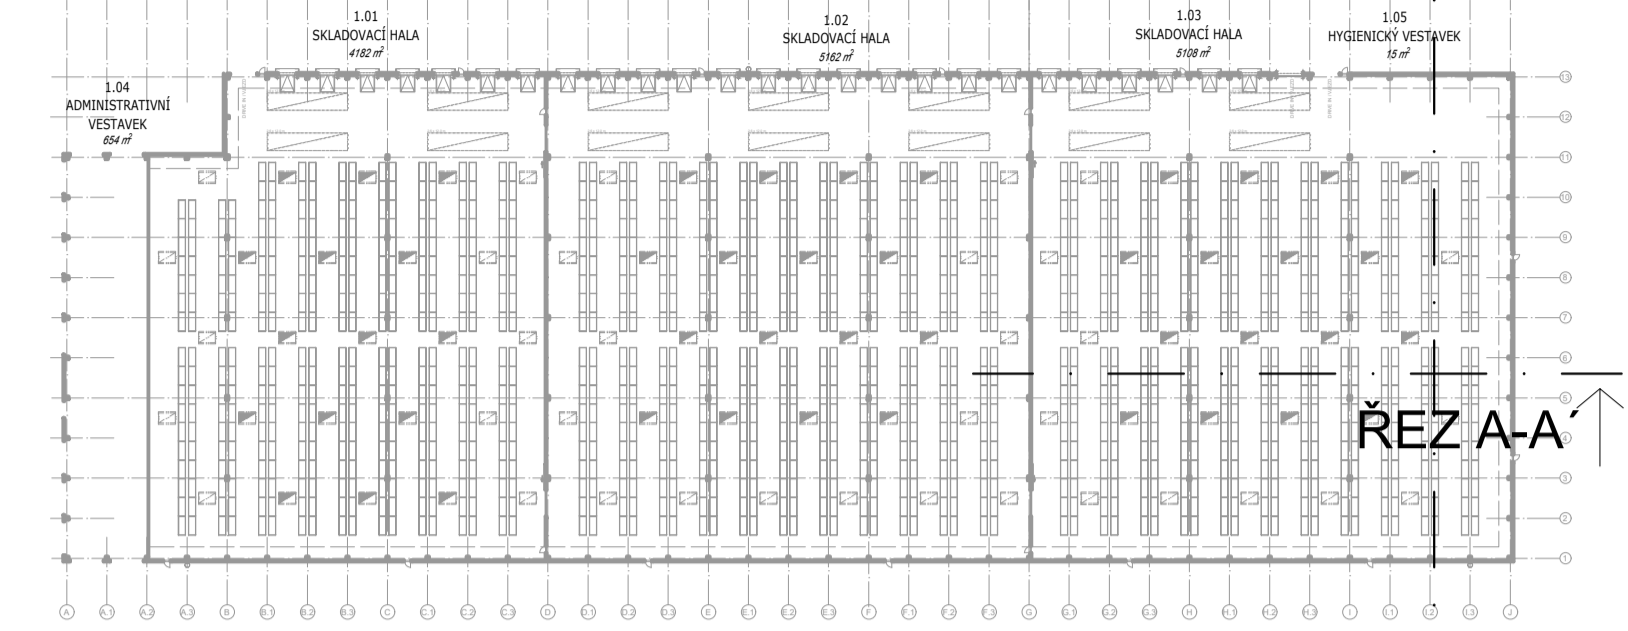 1.01
SKLADOVACÍ HALA
4182 m²
1.02
SKLADOVACÍ HALA
5162 m²
1.03
SKLADOVACÍ HALA
5108 m²
1.05
HYGIENICKÝ VESTAVEK
15 m²
1.04
ADMINISTRATIVNÍ
VESTAVEK
654 m²
13
12
11
10
9
8
7
6
5
ŘEZ A-A´
4
3
2
1
A A.1 A.2 A.3 B B.1 B.2 B.3 C C.1 C.2 C.3 D D.1 D.2 D.3 E E.1 E.2 E.3 F F.1 F.2 F.3 G G.1 G.2 G.3 H H.1 H.2 H.3 I I.1 I.2 I.3 J